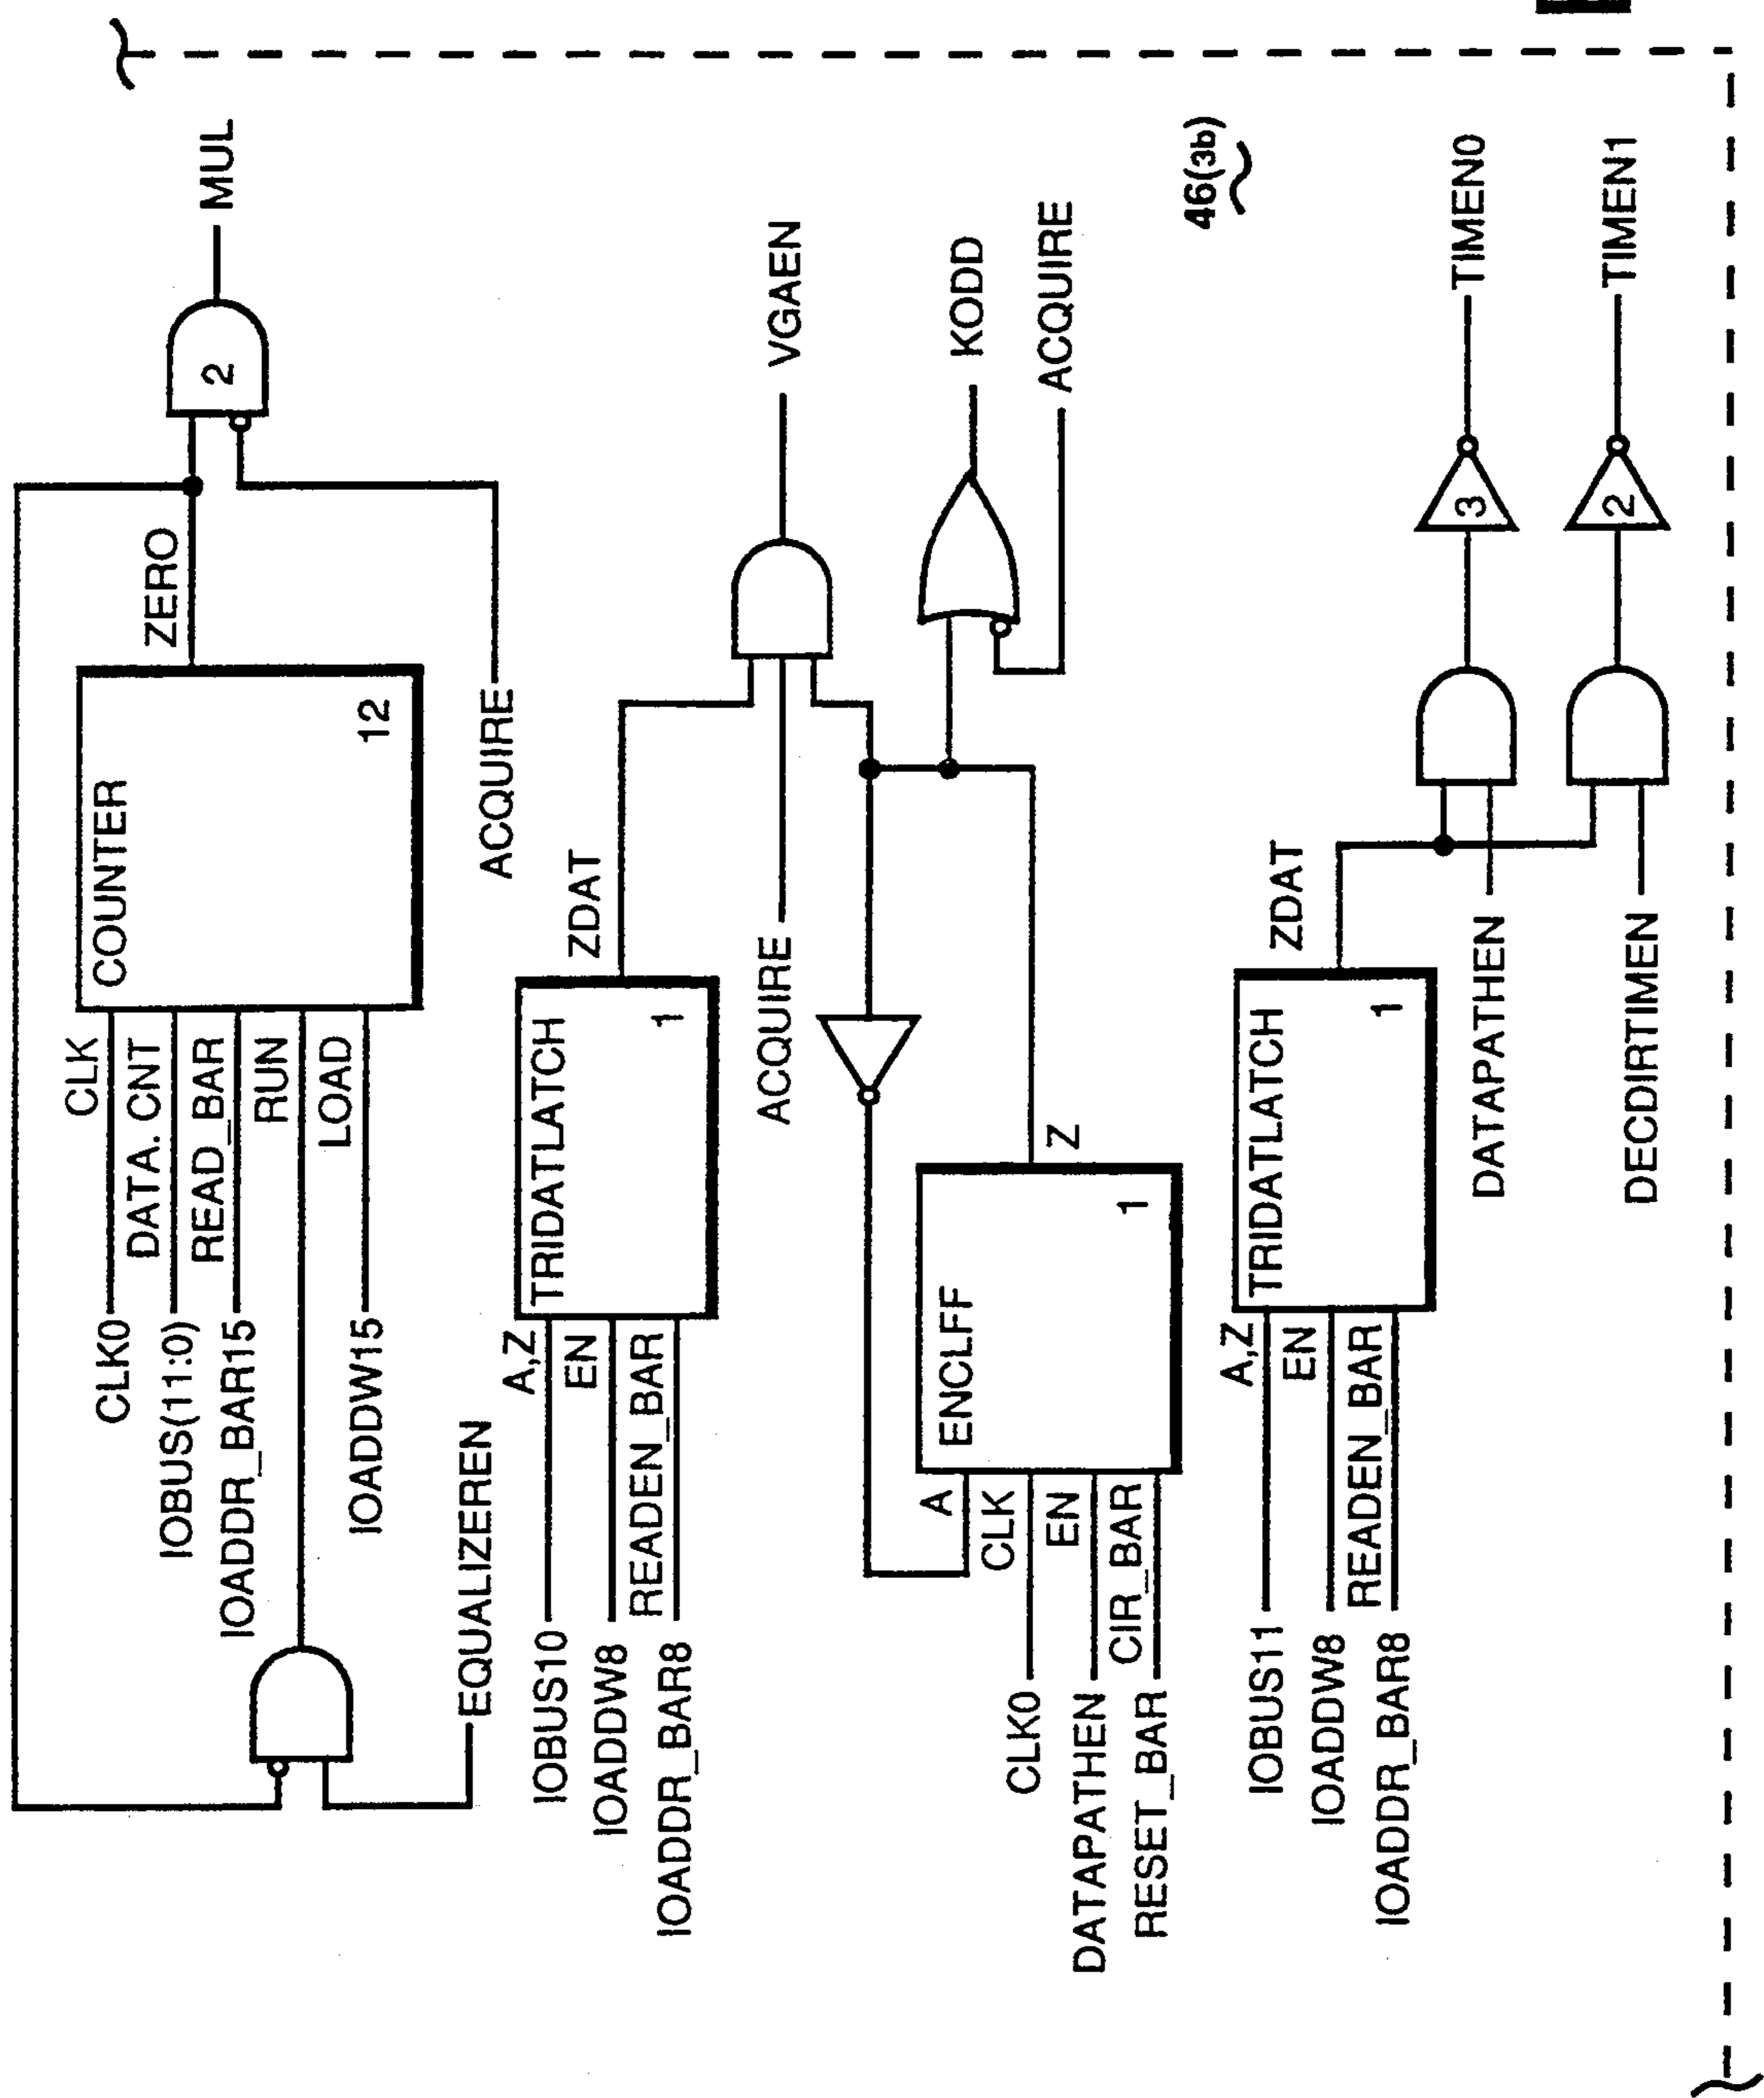 COUNTER
12
CLK
DATA.CNT
READ_BAR
RUN
LOAD
CLK0
IOBUS(11:0)
IOADDR_BAR15
IOADDW15
EQUALIZEREN
ZERO
2
MUL
ACQUIRE
TRIDATLATCH
1
A,Z
EN
READEN_BAR
IOBUS10
IOADDW8
IOADDR_BAR8
ZDAT
ACQUIRE
VGAEN
KODD
ACQUIRE
ENCLFF
1
A
CLK
EN
CIR_BAR
Z
CLK0
DATAPATHEN
RESET_BAR
46(3b)
TRIDATLATCH
1
A,Z
EN
READEN_BAR
IOBUS11
IOADDW8
IOADDR_BAR8
ZDAT
DATAPATHEN
DECDIRTIMEN
3
TIMEN0
2
TIMEN1